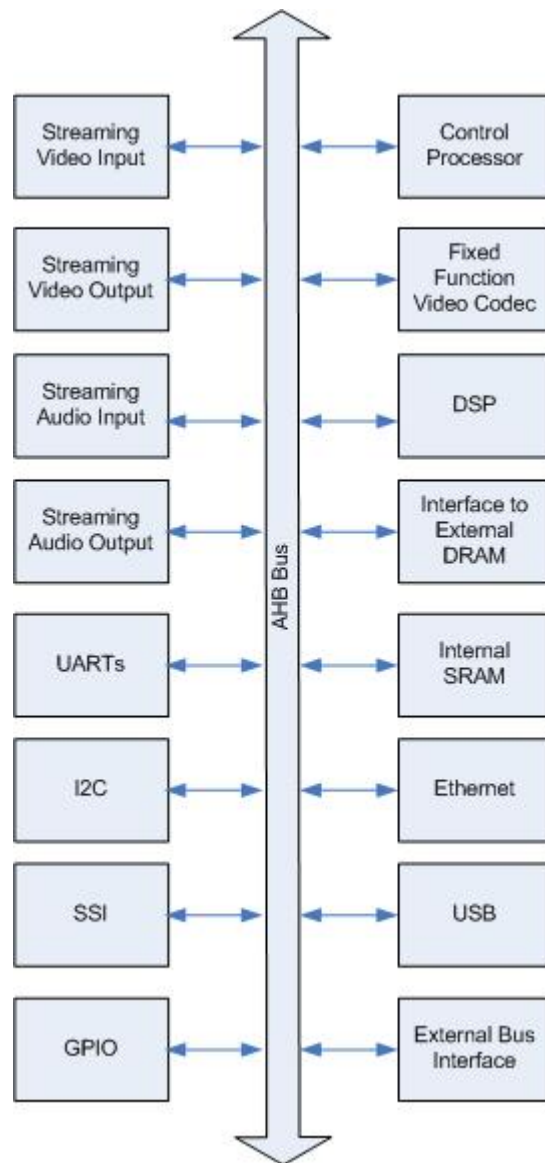 Streaming
Video Input
Control
Processor
Streaming
Video Output
Fixed
Function
Video Codec
Streaming
Audio Input
DSP
Streaming
Audio Output
Interface to
External
DRAM
AHB Bus
UARTs
Internal
SRAM
I2C
Ethernet
SSI
USB
GPIO
External Bus
Interface